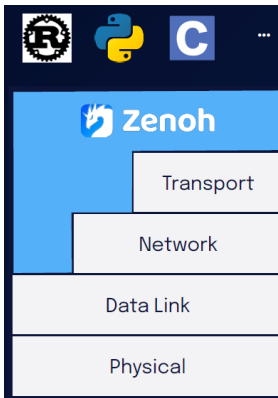 R C ...
zenoh
Transport
Network
Data Link
Physical